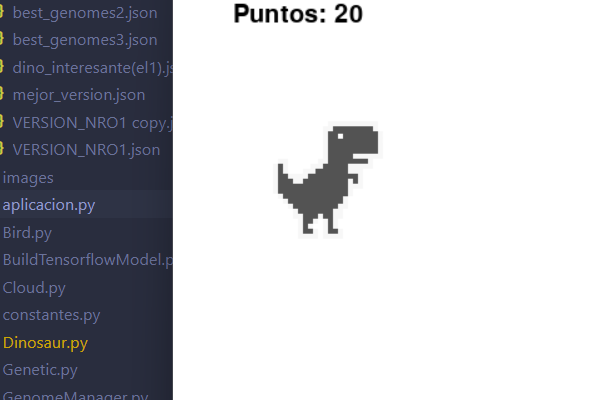 best_genomes2.json
best_genomes3.json
dino_interesante(el1).js
mejor_version.json
VERSION_NRO1 copy.j
VERSION_NRO1.json
images
aplicacion.py
Bird.py
BuildTensorflowModel.p
Cloud.py
constantes.py
Dinosaur.py
Genetic.py
GenomeManager.py
Puntos: 20